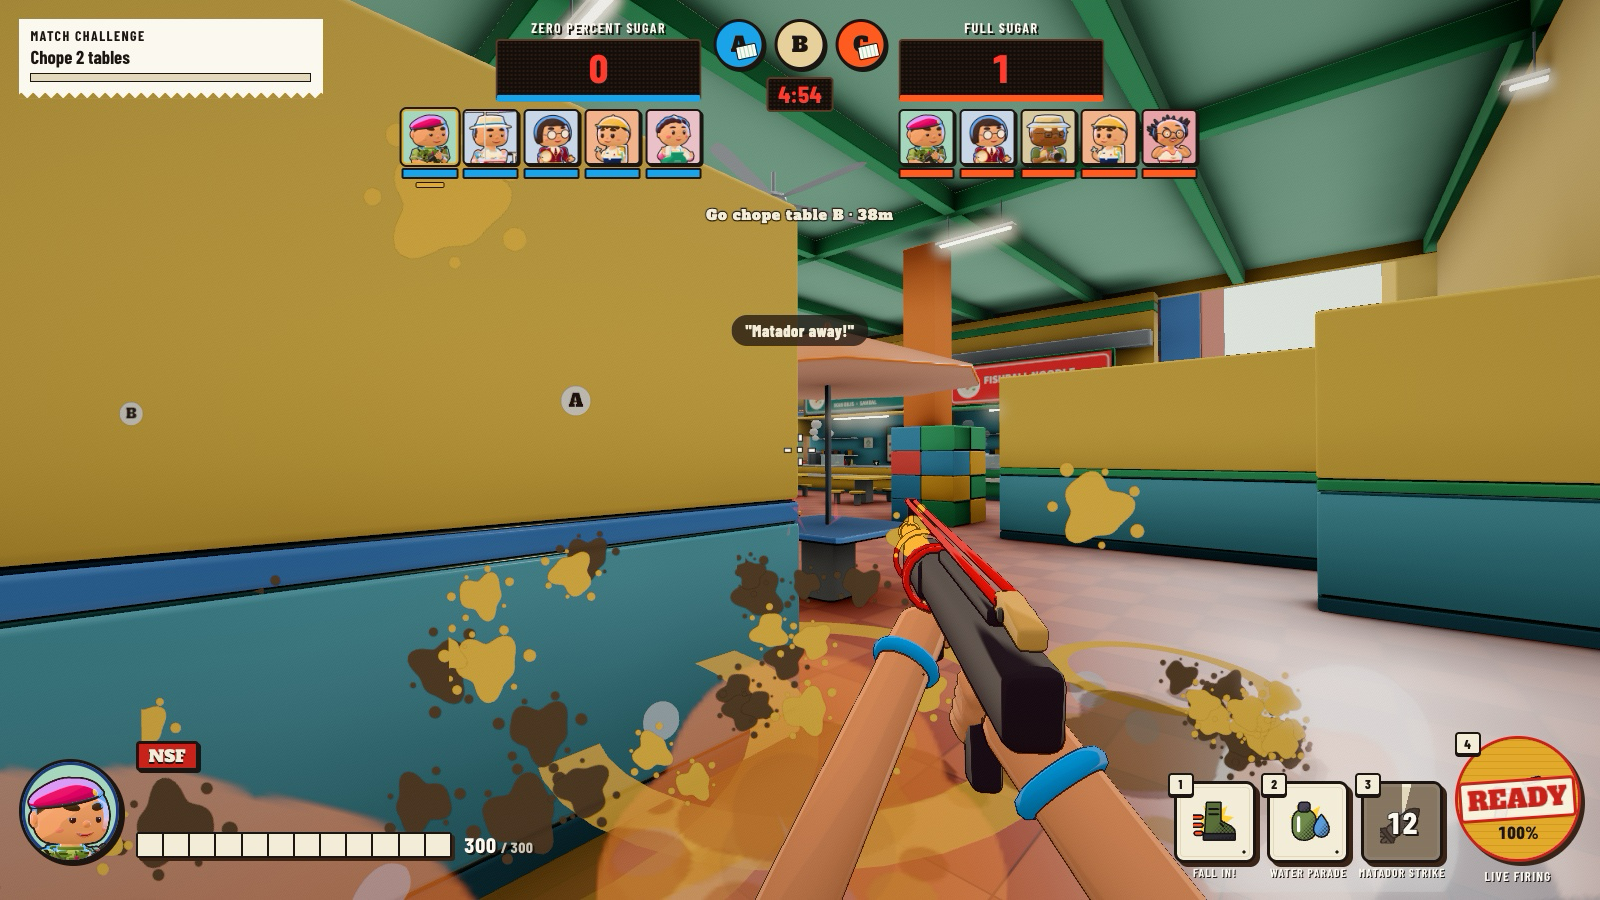 MATCH CHALLENGE
Chope 2 tables
ZERO PERCENT SUGAR
0
A
B
C
4:54
FULL SUGAR
1
Go chope table B · 38m
"Matador away!"
B
A
FISHBALL NOODLE
NSF
300 / 300
1
FALL IN!
2
WATER PARADE
3
12
MATADOR STRIKE
4
READY
100%
LIVE FIRING